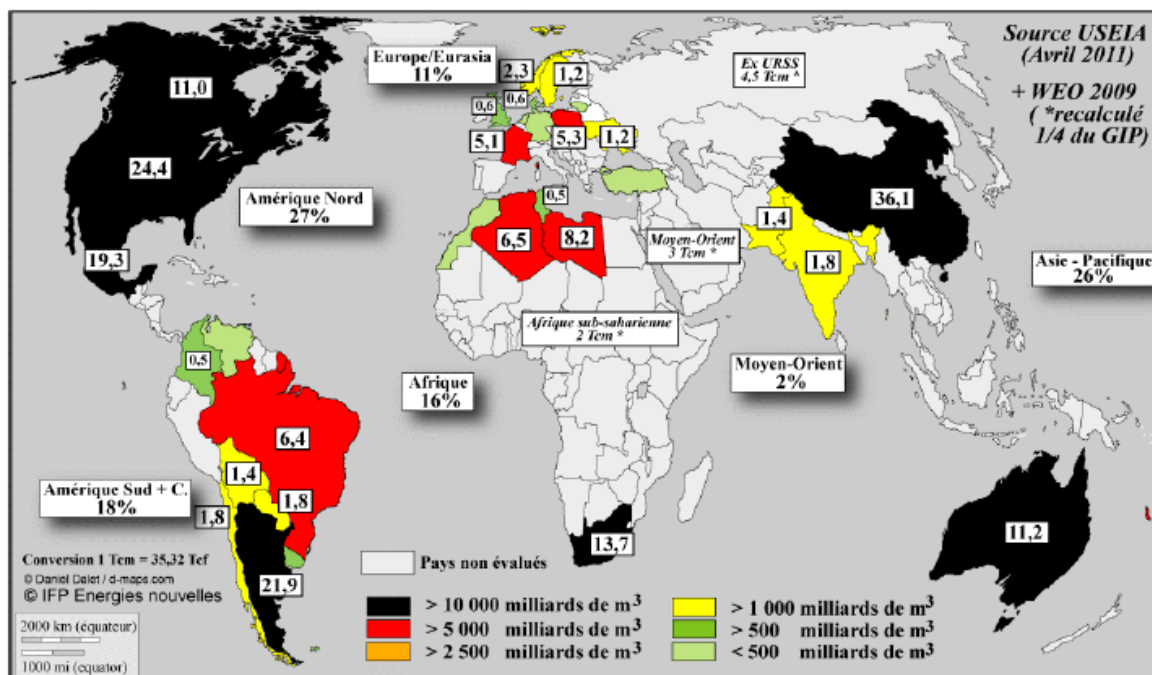 Source USEIA
(Avril 2011)
+ WEO 2009
( *recalculé
1/4 du GIP)
Europe/Eurasia
11%
2,3
1,2
Ex URSS
4,5 Tcm *
0,6
0,6
5,1
5,3
1,2
11,0
24,4
19,3
Amérique Nord
27%
0,5
6,5
8,2
Moyen-Orient
3 Tcm *
1,4
1,8
36,1
Asie - Pacifique
26%
Afrique sub-saharienne
2 Tcm *
Moyen-Orient
2%
Afrique
16%
0,5
6,4
1,4
1,8
1,8
21,9
Amérique Sud + C.
18%
13,7
11,2
Conversion 1 Tcm = 35,32 Tcf
© Daniel Dalet / d-maps.com
© IFP Energies nouvelles
2000 km (équateur)
1000 mi (equator)
Pays non évalués
> 10 000 milliards de m³
> 5 000 milliards de m³
> 2 500 milliards de m³
> 1 000 milliards de m³
> 500 milliards de m³
< 500 milliards de m³